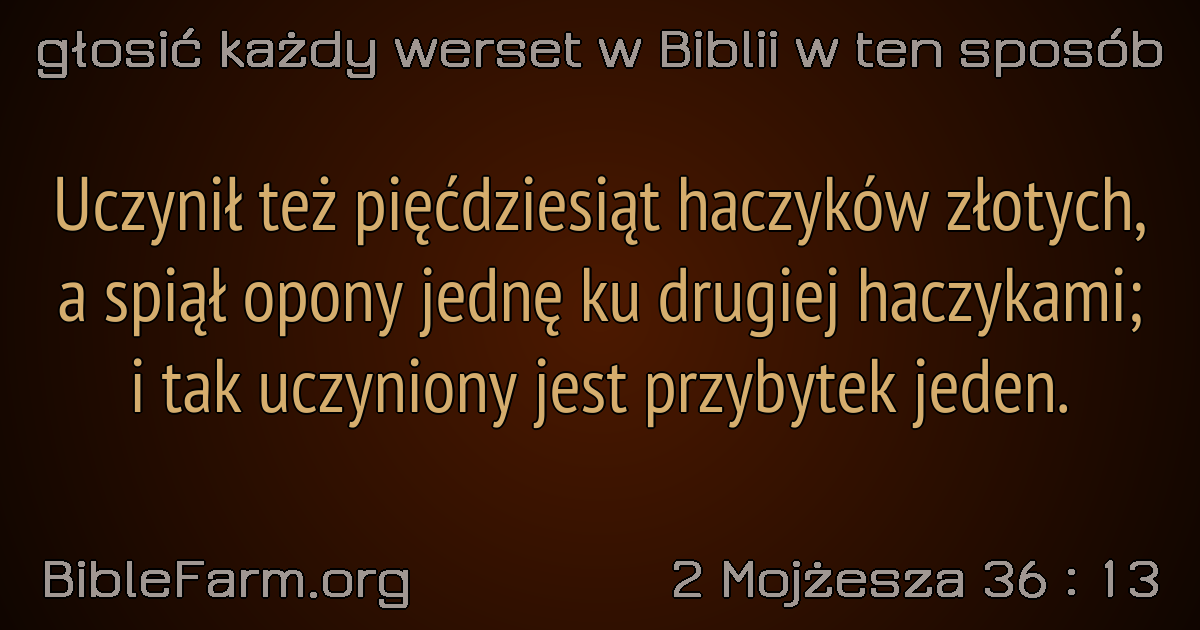 głosić każdy werset w Biblii w ten sposób
Uczynił też pięćdziesiąt haczyków złotych,
a spiął opony jednę ku drugiej haczykami;
i tak uczyniony jest przybytek jeden.
BibleFarm.org
2 Mojżesza 36 : 13